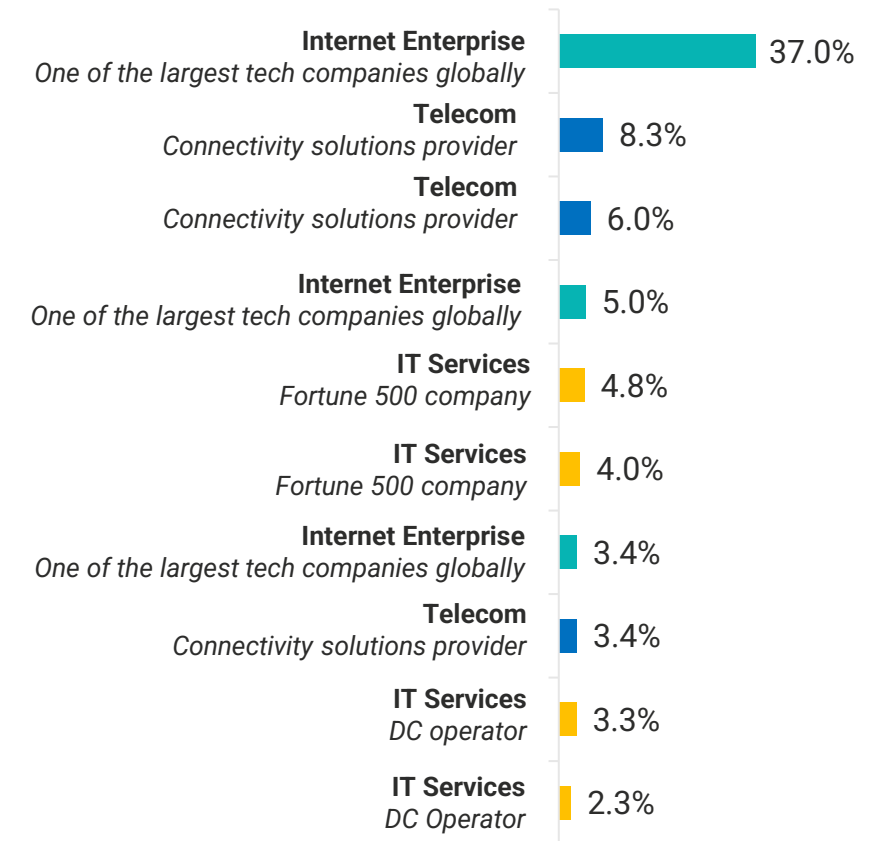 Internet Enterprise
One of the largest tech companies globally
37.0%
Telecom
Connectivity solutions provider
8.3%
Telecom
Connectivity solutions provider
6.0%
Internet Enterprise
One of the largest tech companies globally
5.0%
IT Services
Fortune 500 company
4.8%
IT Services
Fortune 500 company
4.0%
Internet Enterprise
One of the largest tech companies globally
3.4%
Telecom
Connectivity solutions provider
3.4%
IT Services
DC operator
3.3%
IT Services
DC Operator
2.3%